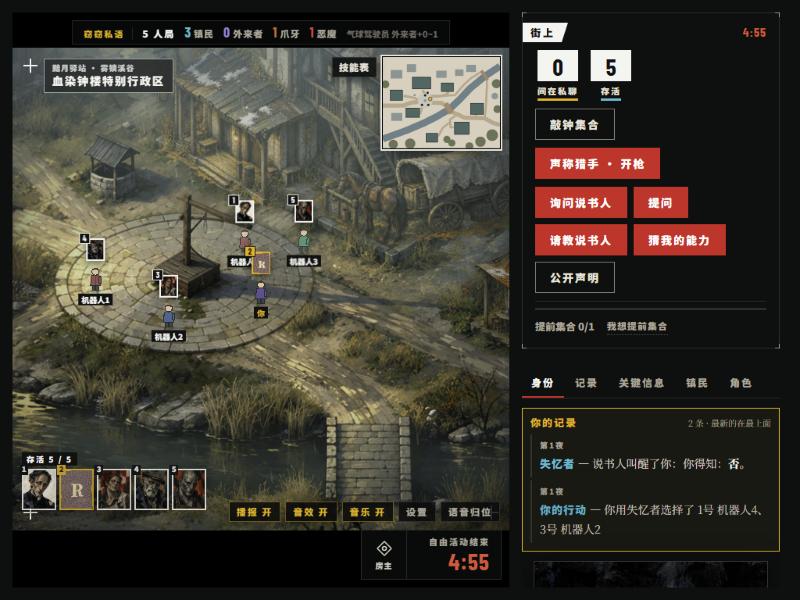 窃窃私语 5 人局 3 镇民 0 外来者 1 爪牙 1 恶魔 气球驾驶员 外来者+0~1
黯月驿站 · 雾锁溪谷
血染钟楼特别行政区
技能表
1
5
4
2
R
机器人3
3
机器人1
你
机器人2
存活 5 / 5
1
2
3
4
5
R
播报 开
音效 开
音乐 开
设置
语音归位
房主
自由活动结束
4:55
街上
4:55
0
5
间在私聊
存活
敲钟集合
声称猎手 · 开枪
询问说书人
提问
请教说书人
猜我的能力
公开声明
提前集合 0/1 我想提前集合
身份 记录 关键信息 镇民 角色
你的记录
2 条 · 最新的在最上面
第1夜
失忆者 — 说书人叫醒了你：你得知：否。
第1夜
你的行动 — 你用失忆者选择了 1号 机器人4、
3号 机器人2